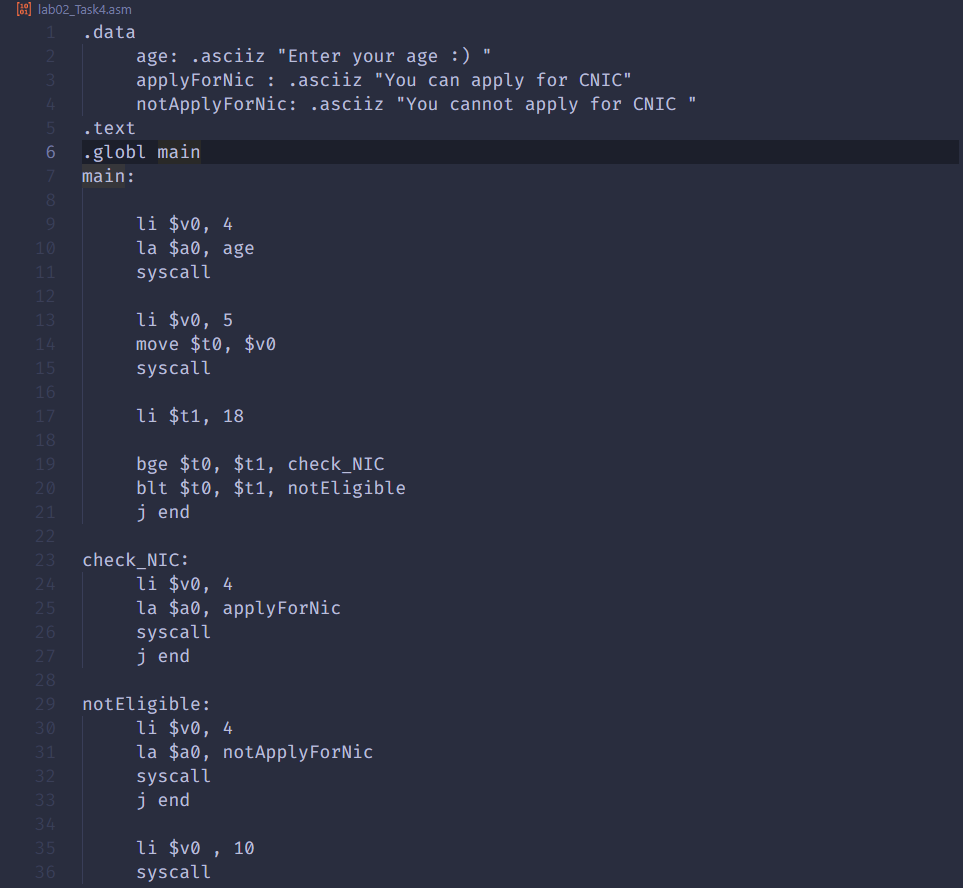 lab02_Task4.asm
1 .data
2 age: .asciiz "Enter your age :) "
3 applyForNic : .asciiz "You can apply for CNIC"
4 notApplyForNic: .asciiz "You cannot apply for CNIC "
5 .text
6 .globl main
7 main:
8
9 li $v0, 4
10 la $a0, age
11 syscall
12
13 li $v0, 5
14 move $t0, $v0
15 syscall
16
17 li $t1, 18
18
19 bge $t0, $t1, check_NIC
20 blt $t0, $t1, notEligible
21 j end
22
23 check_NIC:
24 li $v0, 4
25 la $a0, applyForNic
26 syscall
27 j end
28
29 notEligible:
30 li $v0, 4
31 la $a0, notApplyForNic
32 syscall
33 j end
34
35 li $v0 , 10
36 syscall